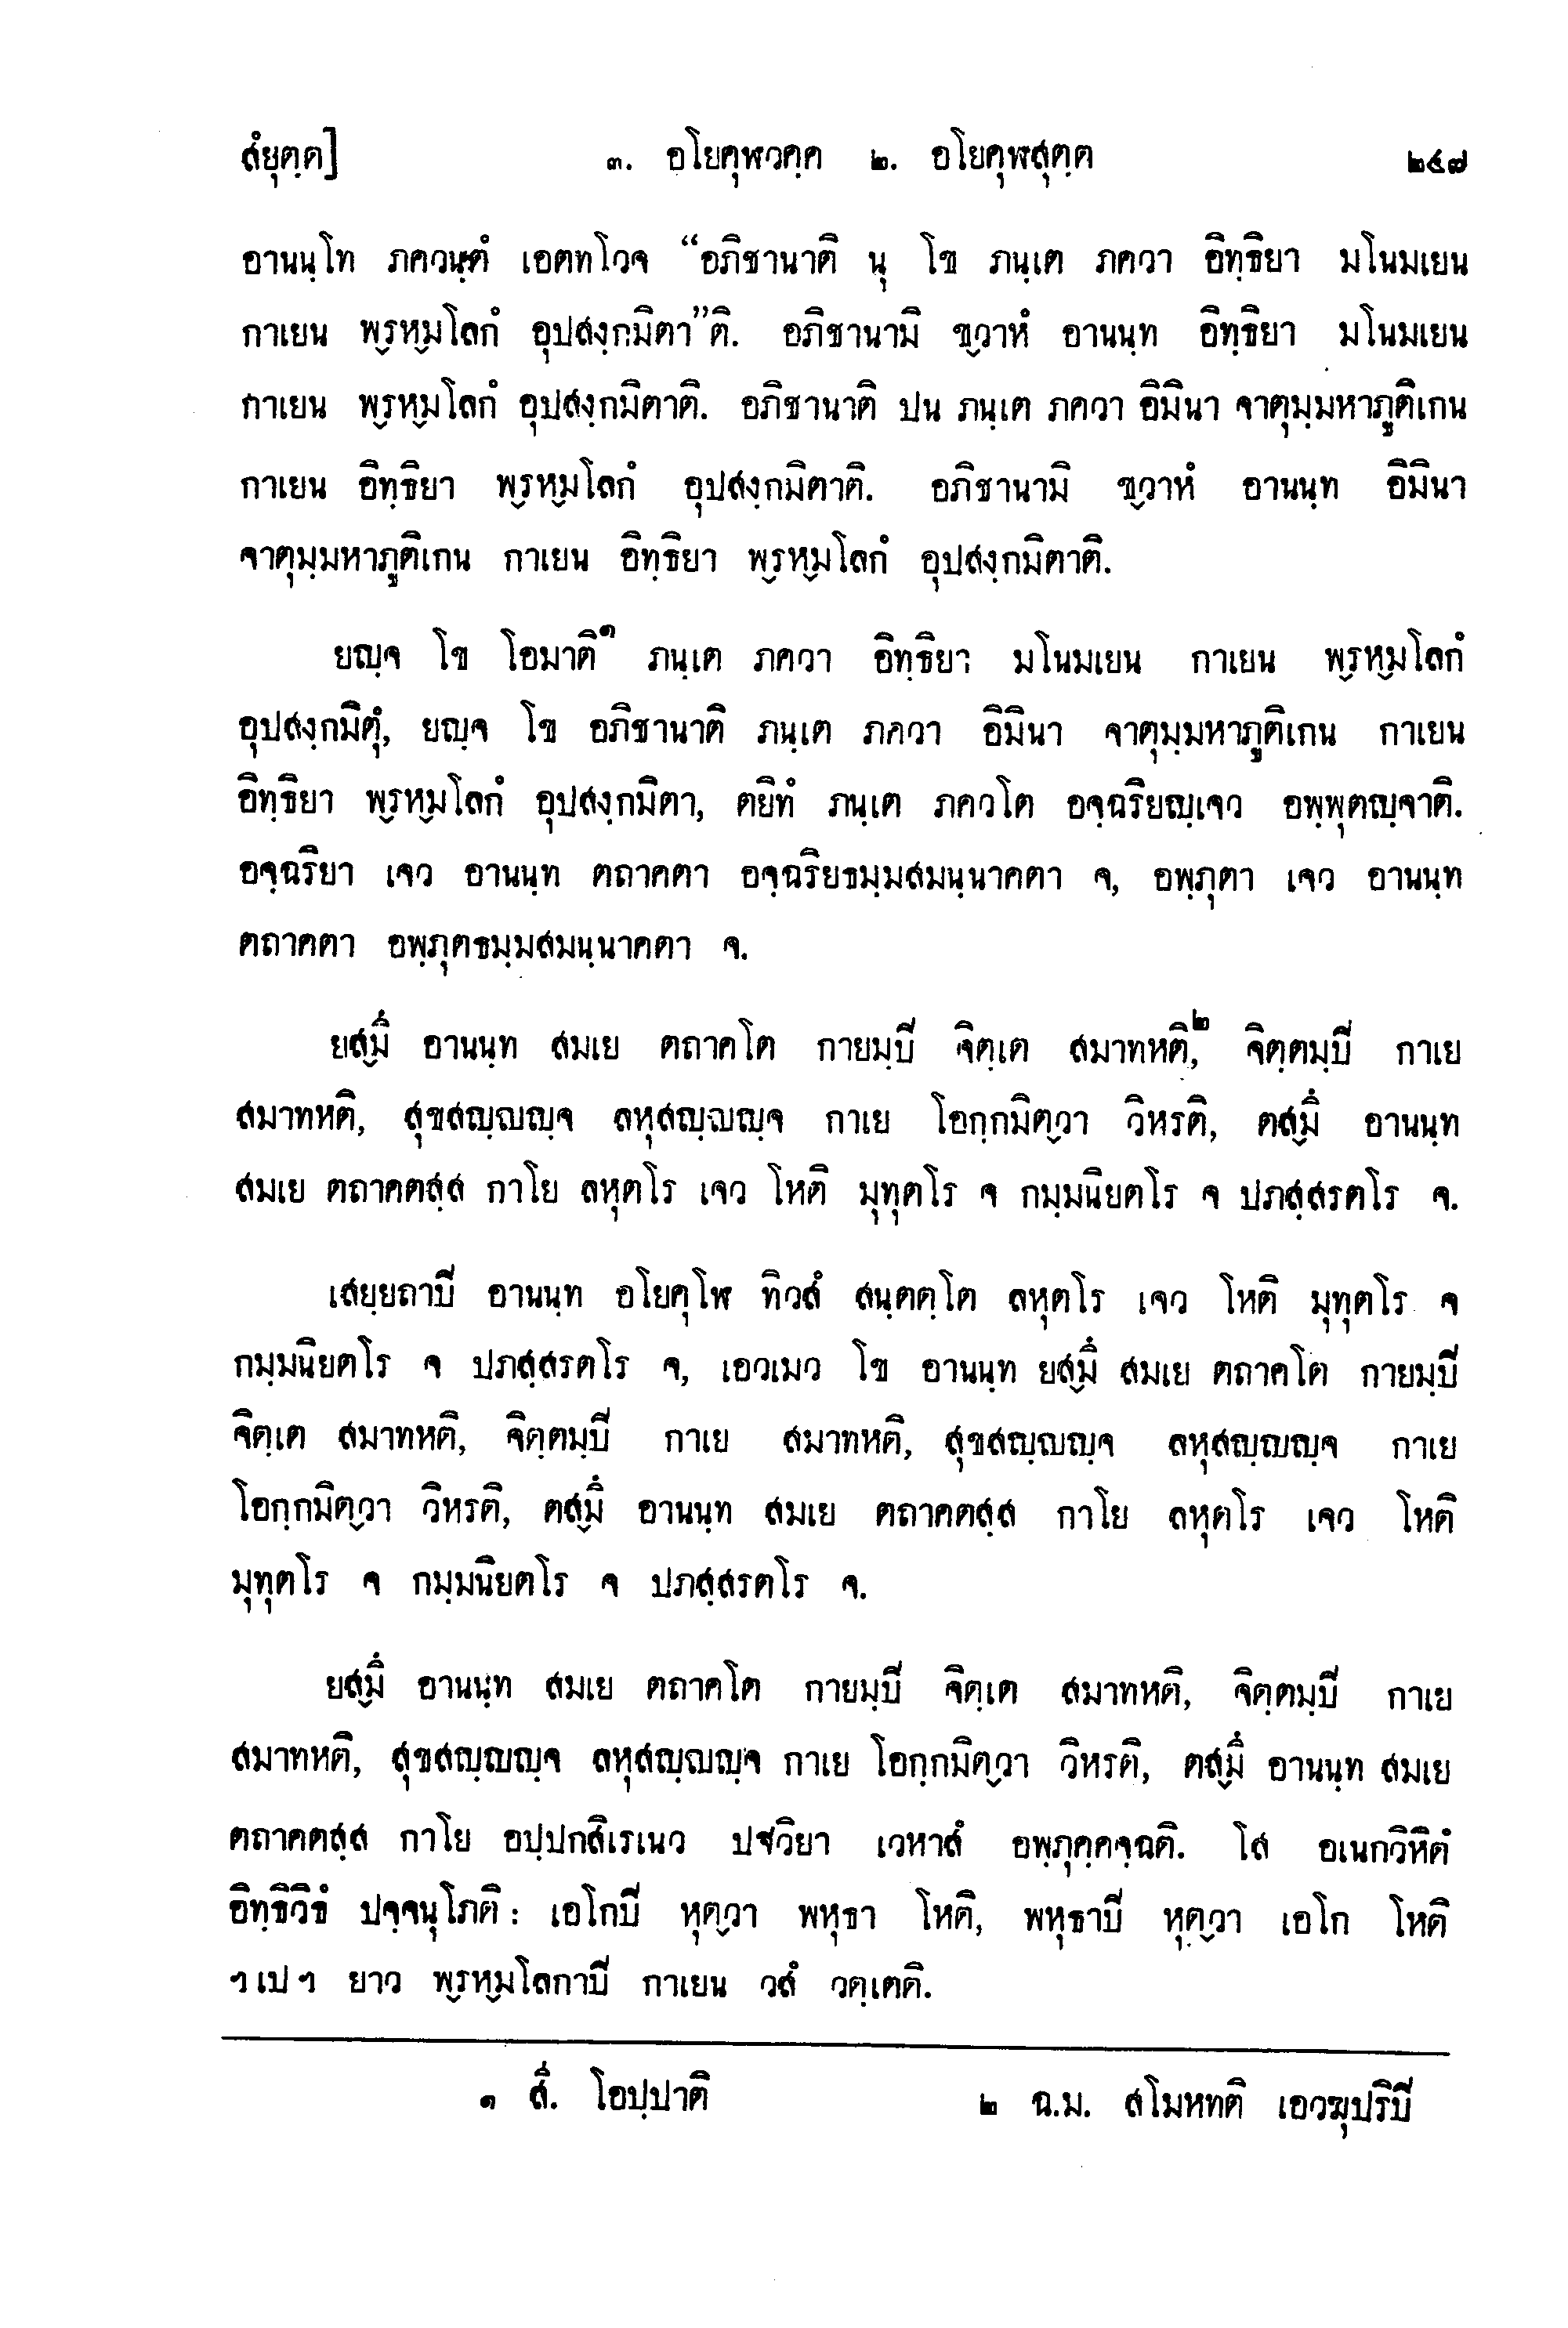 สํยุตฺต] ๓. อโยคุฬวคฺค ๒. อโยคุฬสุตฺต ๒๔๗
อานนฺโท ภควนฺตํ เอตทโวจ “อภิชานาติ นุ โข ภนฺเต ภควา อิทฺธิยา มโนมเยน
กาเยน พฺรหฺมโลกํ อุปสงฺกมิตา”ติ. อภิชานามิ ขฺวาหํ อานนฺท อิทฺธิยา มโนมเยน
กาเยน พฺรหฺมโลกํ อุปสงฺกมิตาติ. อภิชานาติ ปน ภนฺเต ภควา อิมินา จาตุมฺมหาภูติเกน
กาเยน อิทฺธิยา พฺรหฺมโลกํ อุปสงฺกมิตาติ. อภิชานามิ ขฺวาหํ อานนฺท อิมินา
จาตุมฺมหาภูติเกน กาเยน อิทฺธิยา พฺรหฺมโลกํ อุปสงฺกมิตาติ.
ยญฺจ โข โอมาติ๑ ภนฺเต ภควา อิทฺธิยา มโนมเยน กาเยน พฺรหฺมโลกํ
อุปสงฺกมิตุํ, ยญฺจ โข อภิชานาติ ภนฺเต ภควา อิมินา จาตุมฺมหาภูติเกน กาเยน
อิทฺธิยา พฺรหฺมโลกํ อุปสงฺกมิตา, ตยิทํ ภนฺเต ภควโต อจฺฉริยญฺเจว อพฺพุตญฺจาติ.
อจฺฉริยา เจว อานนฺท ตถาคตา อจฺฉริยธมฺมสมนฺนาคตา จ, อพฺภุตา เจว อานนฺท
ตถาคตา อพฺภุตธมฺมสมนฺนาคตา จ.
ยสฺมึ อานนฺท สมเย ตถาคโต กายมฺปิ จิตฺเต สมาทหติ,๒ จิตฺตมฺปิ กาเย
สมาทหติ, สุขสญฺญญฺจ ลหุสญฺญญฺจ กาเย โอกฺกมิตฺวา วิหรติ, ตสฺมึ อานนฺท
สมเย ตถาคตสฺส กาโย ลหุตโร เจว โหติ มุทุตโร จ กมฺมนิยตโร จ ปภสฺสรตโร จ.
เสยฺยถาปิ อานนฺท อโยคุโฬ ทิวสํ สนฺตตฺโต ลหุตโร เจว โหติ มุทุตโร จ
กมฺมนิยตโร จ ปภสฺสรตโร จ, เอวเมว โข อานนฺท ยสฺมึ สมเย ตถาคโต กายมฺปิ
จิตฺเต สมาทหติ, จิตฺตมฺปิ กาเย สมาทหติ, สุขสญฺญญฺจ ลหุสญฺญญฺจ กาเย
โอกฺกมิตฺวา วิหรติ, ตสฺมึ อานนฺท สมเย ตถาคตสฺส กาโย ลหุตโร เจว โหติ
มุทุตโร จ กมฺมนิยตโร จ ปภสฺสรตโร จ.
ยสฺมึ อานนฺท สมเย ตถาคโต กายมฺปิ จิตฺเต สมาทหติ, จิตฺตมฺปิ กาเย
สมาทหติ, สุขสญฺญญฺจ ลหุสญฺญญฺจ กาเย โอกฺกมิตฺวา วิหรติ, ตสฺมึ อานนฺท สมเย
ตถาคตสฺส กาโย อปฺปกสิเรเนว ปฐวิยา เวหาสํ อพฺภุคฺคจฺฉติ. โส อเนกวิหิตํ
อิทฺธิวิธํ ปจฺจนุโภติ: เอโกปิ หุตฺวา พหุธา โหติ, พหุธาปิ หุตฺวา เอโก โหติ
ฯเปฯ ยาว พฺรหฺมโลกาปิ กาเยน วสํ วตฺเตติ.
๑ สี. โอปฺปาติ ๒ ฉ.ม. สโมทหติ เอวมุปริปิ